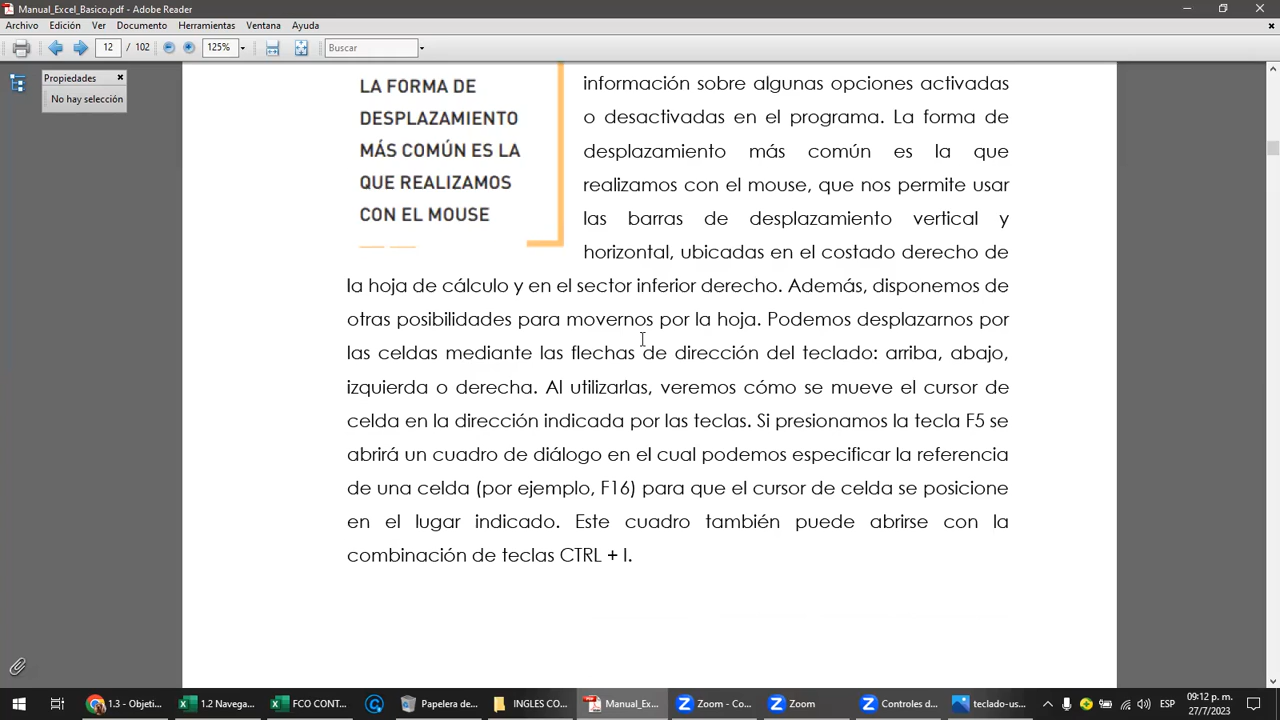 Manual_Excel_Basico.pdf - Adobe Reader
Archivo Edición Ver Documento Herramientas Ventana Ayuda
12 / 102 125% Buscar
Propiedades
No hay selección
LA FORMA DE
DESPLAZAMIENTO
MÁS COMÚN ES LA
QUE REALIZAMOS
CON EL MOUSE
información sobre algunas opciones activadas
o desactivadas en el programa. La forma de
desplazamiento más común es la que
realizamos con el mouse, que nos permite usar
las barras de desplazamiento vertical y
horizontal, ubicadas en el costado derecho de
la hoja de cálculo y en el sector inferior derecho. Además, disponemos de
otras posibilidades para movernos por la hoja. Podemos desplazarnos por
las celdas mediante las flechas de dirección del teclado: arriba, abajo,
izquierda o derecha. Al utilizarlas, veremos cómo se mueve el cursor de
celda en la dirección indicada por las teclas. Si presionamos la tecla F5 se
abrirá un cuadro de diálogo en el cual podemos especificar la referencia
de una celda (por ejemplo, F16) para que el cursor de celda se posicione
en el lugar indicado. Este cuadro también puede abrirse con la
combinación de teclas CTRL + I.
1.3 - Objeti... 1.2 Navega... FCO CONT... Papelera de... INGLES CO... Manual_Ex... Zoom - Co... Zoom Controles d... teclado-us... ESP 09:12 p. m.
27/7/2023